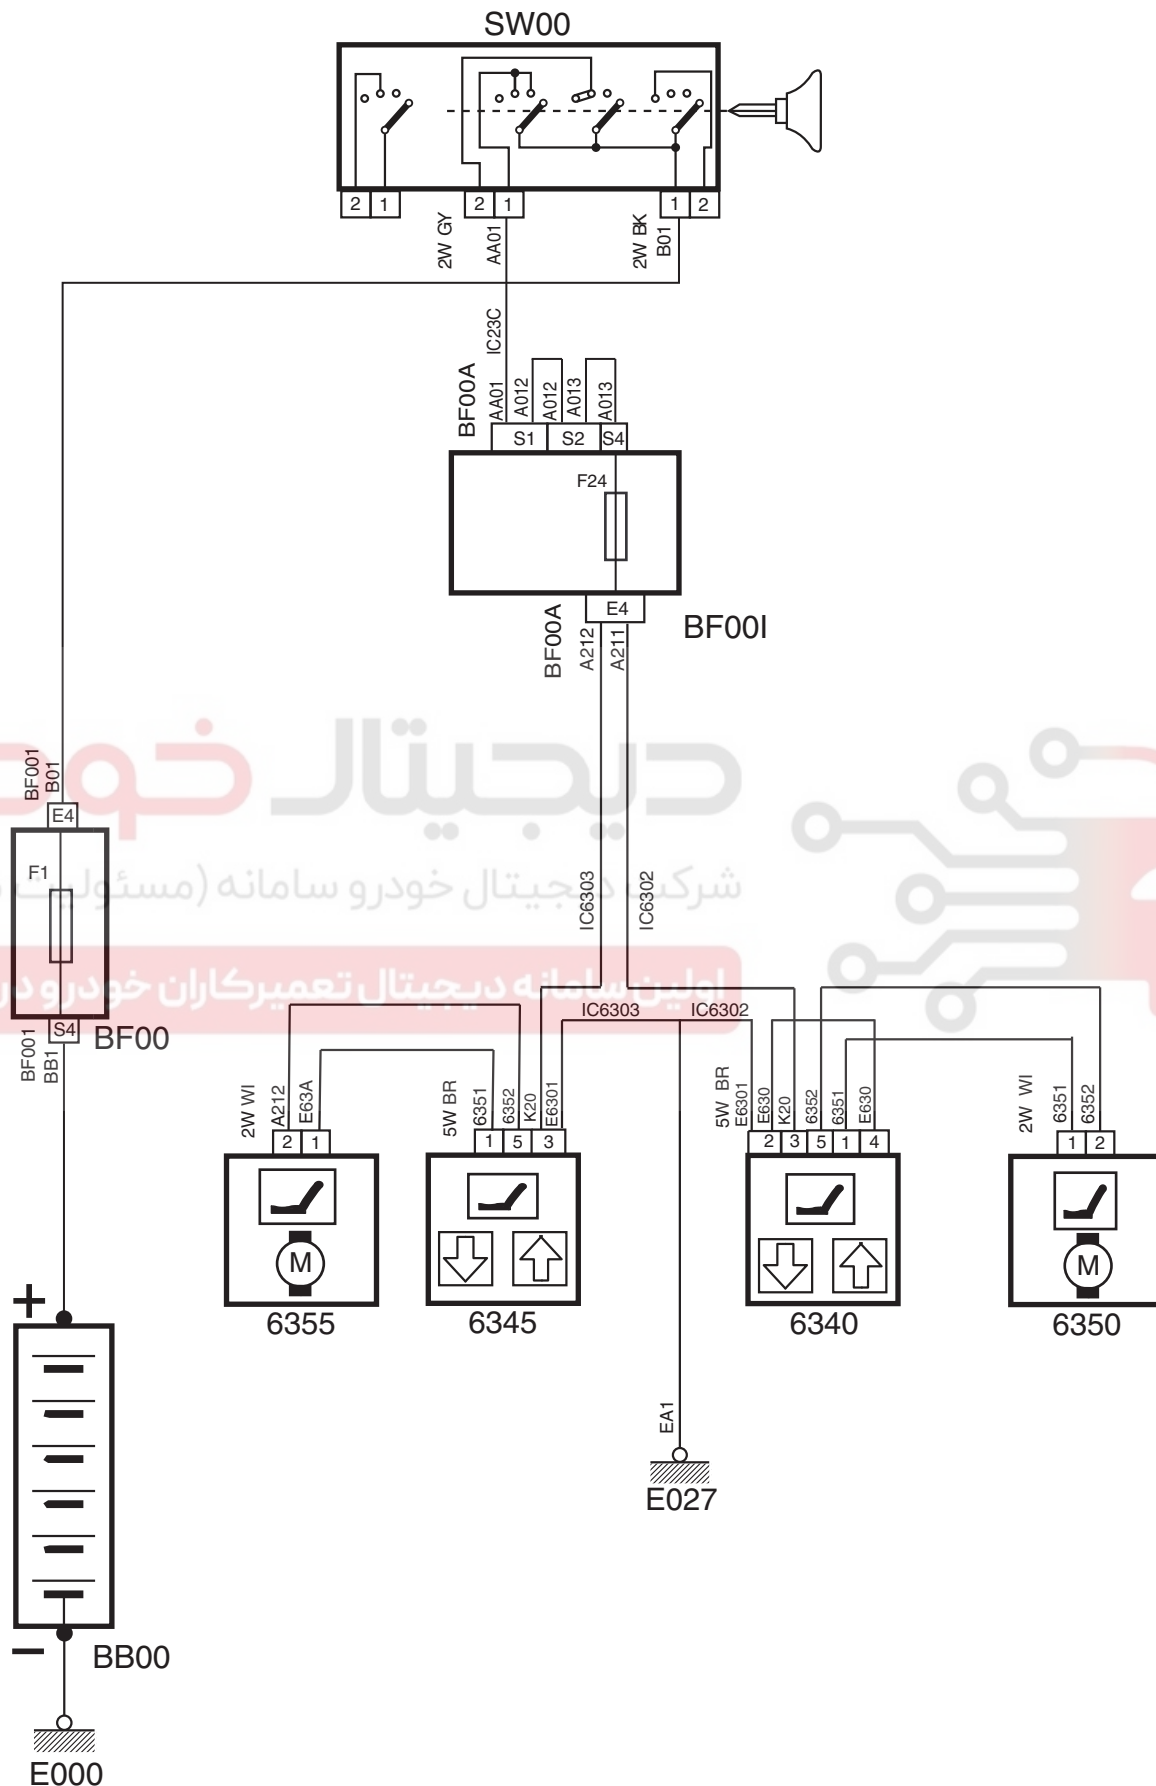 SW00
2 1 2 1 1 2
2W GY
AA01
2W BK
B01
IC23C
BF00A
AA01
A012
A012
A013
A013
S1 S2 S4
F24
E4
BF00I
BF00A
A212
A211
دیجیتال خود
شرکت دیجیتال خودرو سامانه (مسئولیت
اولین سامانه دیجیتال تعمیرکاران خودرو در
BF001
B01
E4
F1
S4
BF00
BF001
BB1
IC6303
IC6302
IC6303 IC6302
2W WI
A212
E63A
2 1
M
6355
5W BR
6351
6352
K20
E6301
1 5 3
6345
5W BR
E6301
E630
K20
6352
6351
E630
2 3 5 1 4
6340
2W WI
6351
6352
1 2
M
6350
EA1
E027
+
−
BB00
E000